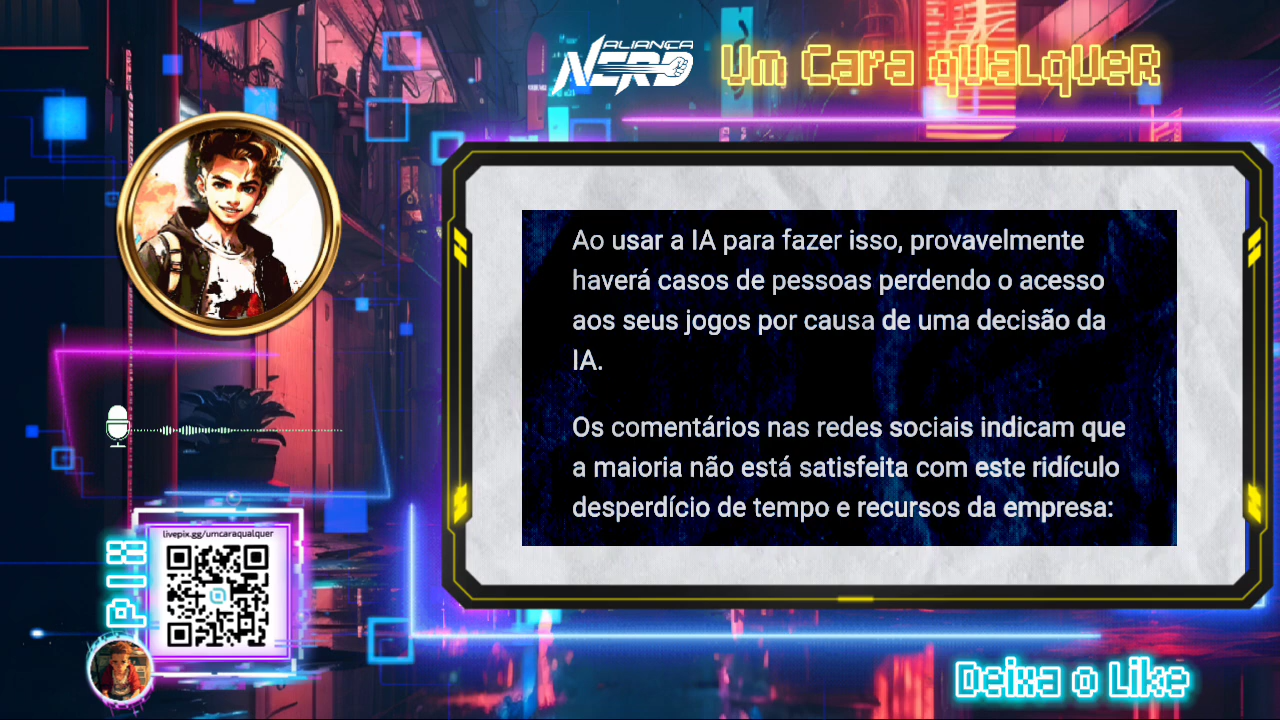 ALIANÇA
NERD
Um Cara qUaLqUeR
Ao usar a IA para fazer isso, provavelmente
haverá casos de pessoas perdendo o acesso
aos seus jogos por causa de uma decisão da
IA.
Os comentários nas redes sociais indicam que
a maioria não está satisfeita com este ridículo
desperdício de tempo e recursos da empresa:
livepix.gg/umcaraqualquer
PIX
Deixa o Like